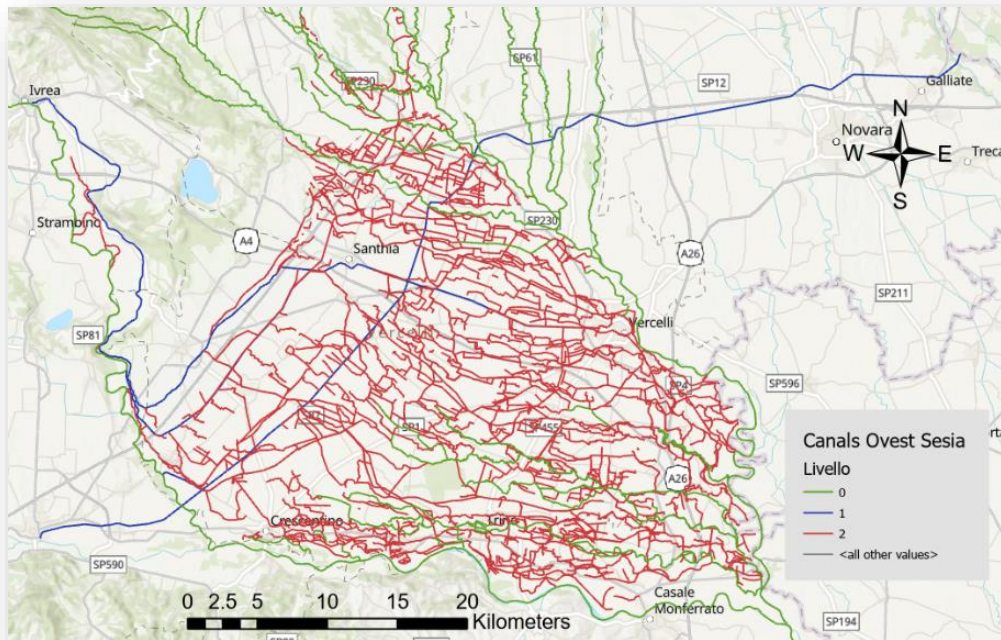 SP230
SP61
SP12
Ivrea
Galliate
Novara
N
W E
S
Treca
Strambino
SP230
A4
Santhià
A26
SP211
SP81
Vercelli
SP4
SP596
SP1
SP455
A26
Canals Ovest Sesia
Livello
0
1
2
<all other values>
Crescentino
Trino
SP590
Casale
Monferrato
0 2.5 5 10 15 20
Kilometers
SP194